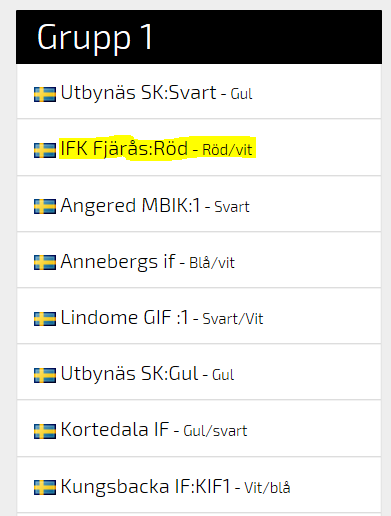 Grupp 1
Utbynäs SK:Svart - Gul
IFK Fjärås:Röd - Röd/vit
Angered MBIK:1 - Svart
Annebergs if - Blå/vit
Lindome GIF :1 - Svart/Vit
Utbynäs SK:Gul - Gul
Kortedala IF - Gul/svart
Kungsbacka IF:KIF1 - Vit/blå